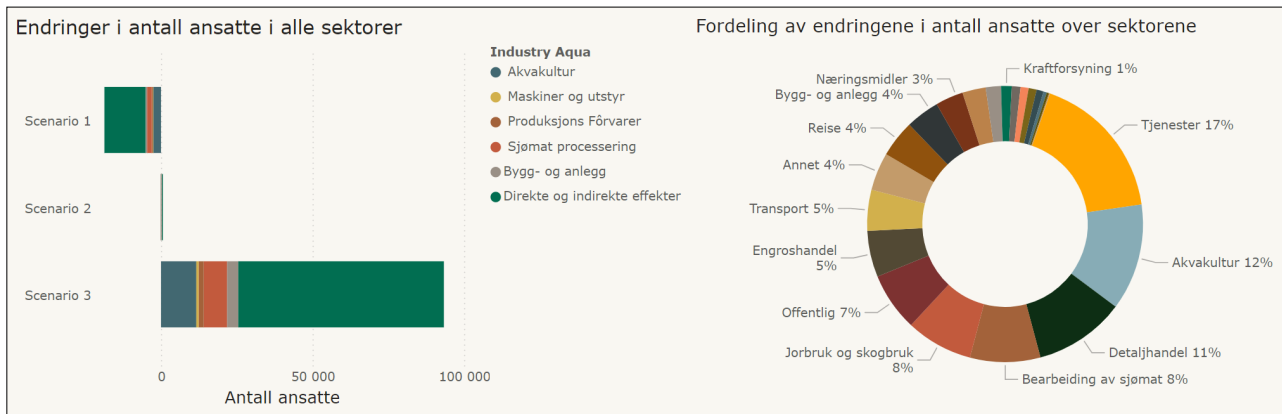 Endringer i antall ansatte i alle sektorer
Scenario 1
Scenario 2
Scenario 3
0
50 000
100 000
Antall ansatte
Industry Aqua
Akvakultur
Maskiner og utstyr
Produksjons Fôrvarer
Sjømat processering
Bygg- og anlegg
Direkte og indirekte effekter
Fordeling av endringene i antall ansatte over sektorene
Kraftforsyning 1%
Næringsmidler 3%
Bygg- og anlegg 4%
Reise 4%
Annet 4%
Transport 5%
Engroshandel
5%
Offentlig 7%
Jorbruk og skogbruk
8%
Tjenester 17%
Akvakultur 12%
Detaljhandel 11%
Bearbeiding av sjømat 8%